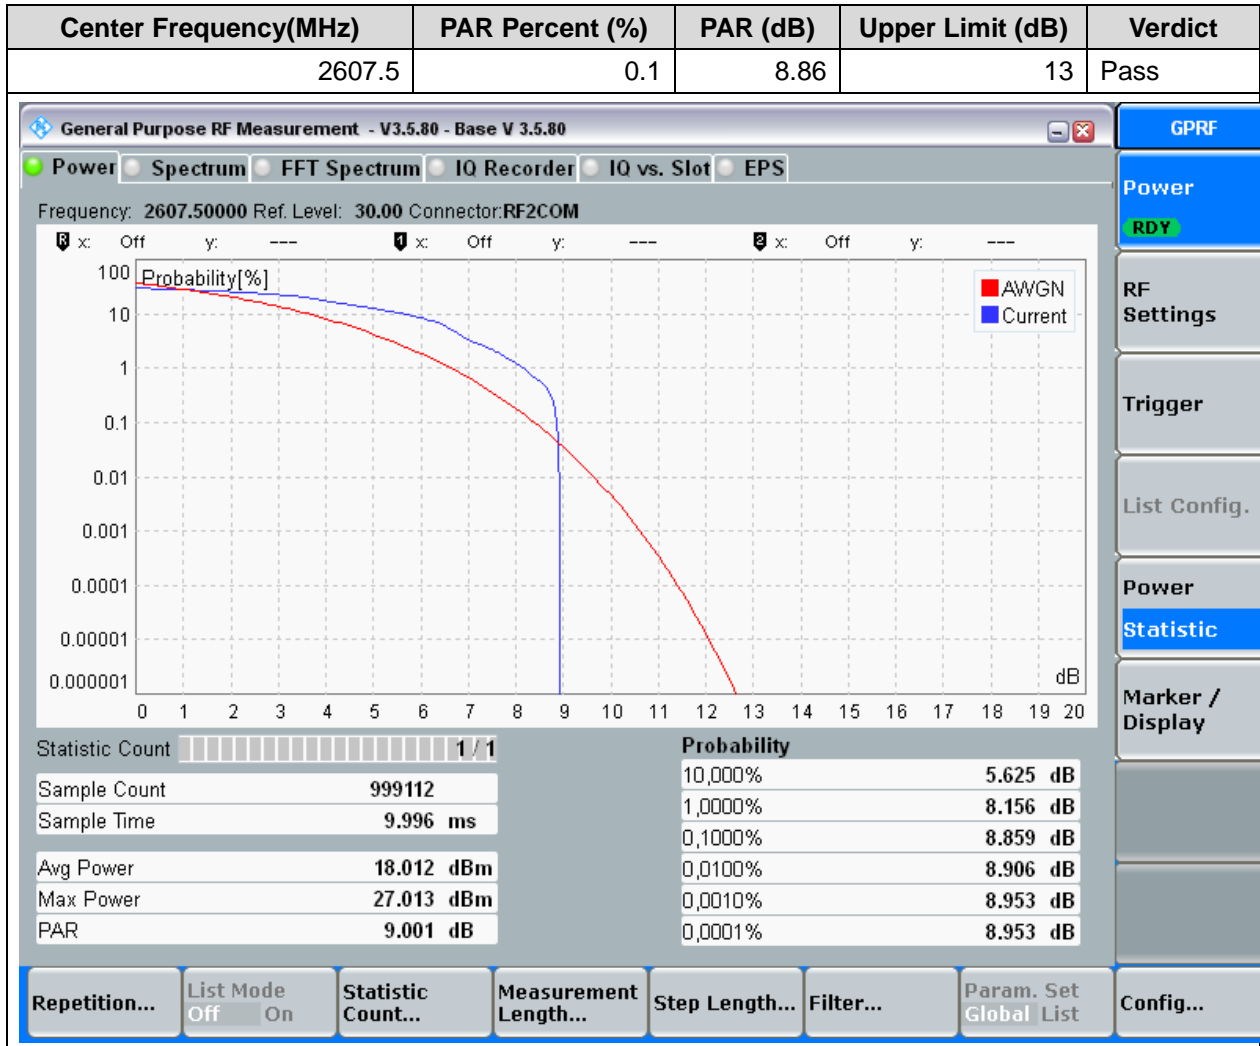 Center Frequency(MHz) PAR Percent (%) PAR (dB) Upper Limit (dB) Verdict
2607.5 0.1 8.86 13 Pass
General Purpose RF Measurement - V3.5.80 - Base V 3.5.80
GPRF
Power Spectrum FFT Spectrum IQ Recorder IQ vs. Slot EPS
Frequency: 2607.50000 Ref. Level: 30.00 Connector:RF2COM
R x: Off y: --- 1 x: Off y: --- 2 x: Off y: ---
Probability[%]
AWGN
Current
100
10
1
0.1
0.01
0.001
0.0001
0.00001
0.000001
dB
0 1 2 3 4 5 6 7 8 9 10 11 12 13 14 15 16 17 18 19 20
Statistic Count 1 / 1
Sample Count 999112
Sample Time 9.996 ms
Avg Power 18.012 dBm
Max Power 27.013 dBm
PAR 9.001 dB
Probability
10,000% 5.625 dB
1,0000% 8.156 dB
0,1000% 8.859 dB
0,0100% 8.906 dB
0,0010% 8.953 dB
0,0001% 8.953 dB
Power
RDY
RF
Settings
Trigger
List Config.
Power
Statistic
Marker /
Display
Repetition...
List Mode
Off On
Statistic
Count...
Measurement
Length...
Step Length...
Filter...
Param. Set
Global List
Config...